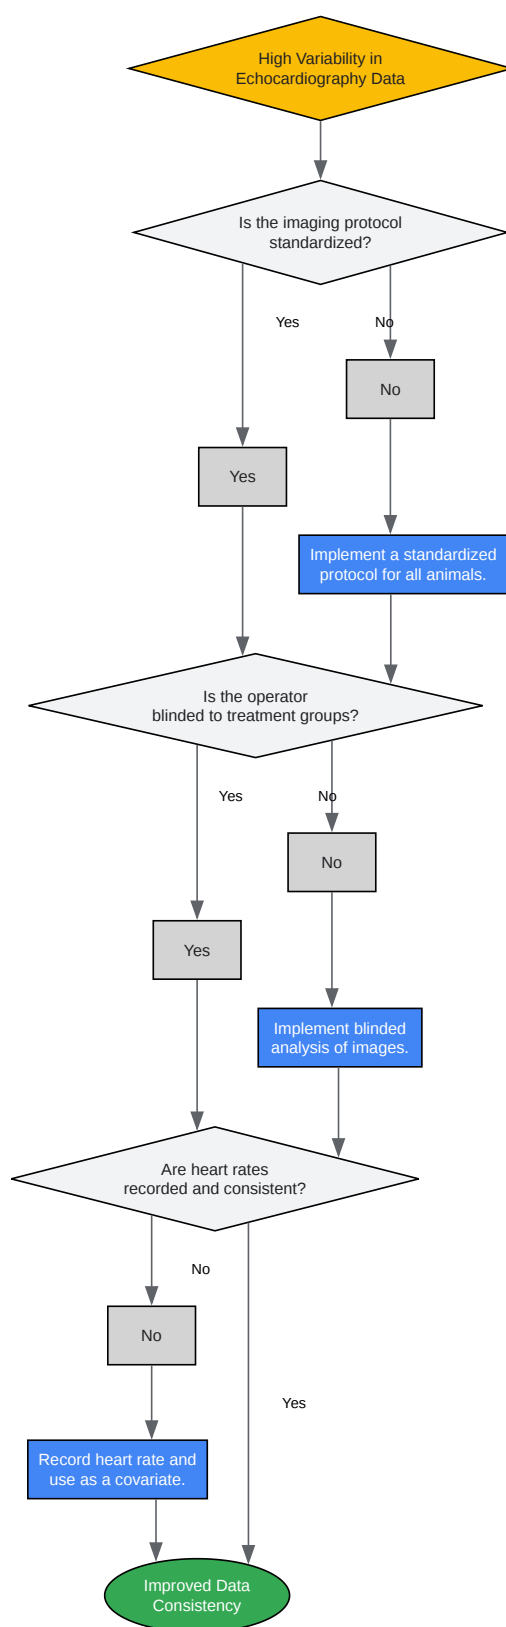 High Variability in
Echocardiography Data
Is the imaging protocol
standardized?
Yes
No
No
Yes
Implement a standardized
protocol for all animals.
Is the operator
blinded to treatment groups?
Yes
No
No
Yes
Implement blinded
analysis of images.
Are heart rates
recorded and consistent?
No
No
Yes
Record heart rate and
use as a covariate.
Improved Data
Consistency